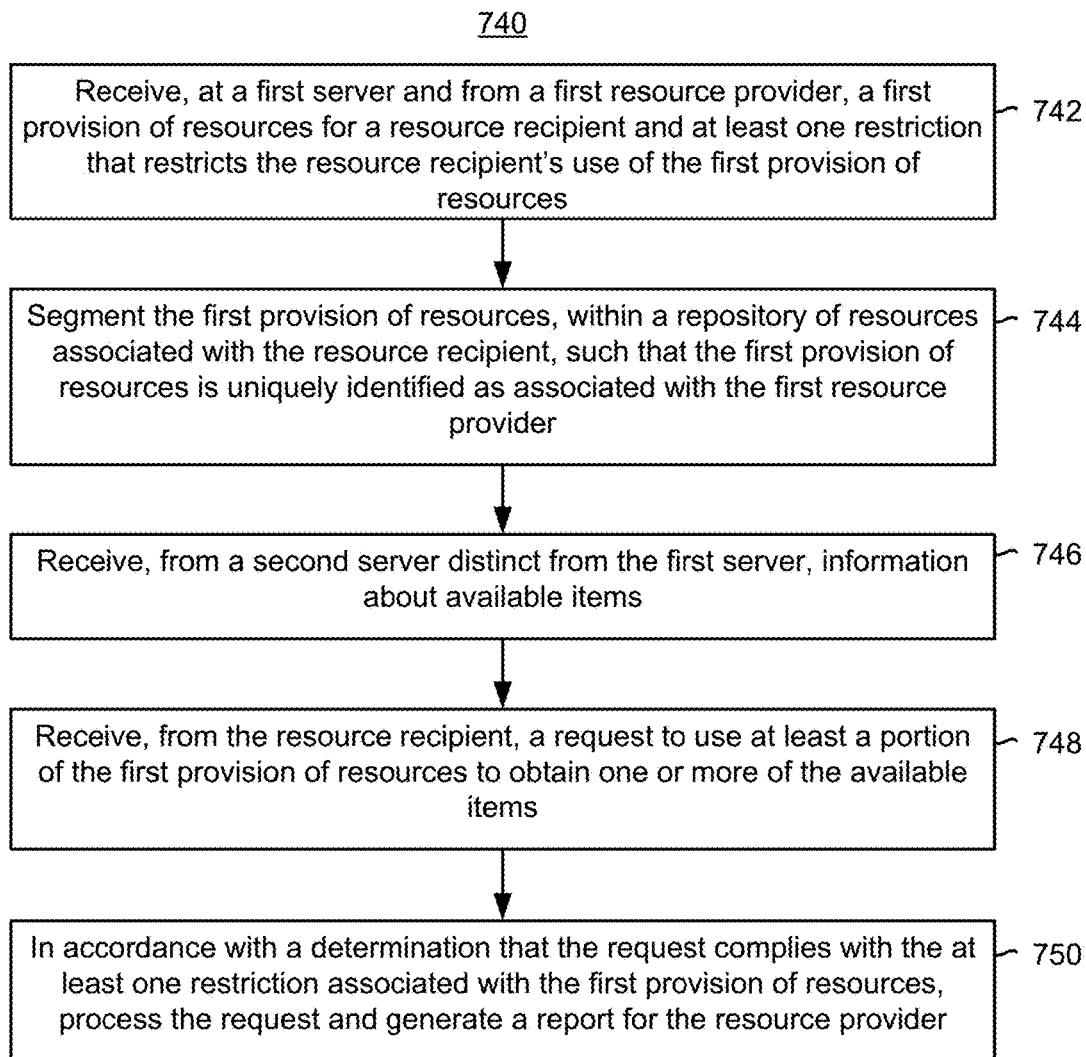 740
Receive, at a first server and from a first resource provider, a first
provision of resources for a resource recipient and at least one restriction
that restricts the resource recipient's use of the first provision of
resources
742
Segment the first provision of resources, within a repository of resources
associated with the resource recipient, such that the first provision of
resources is uniquely identified as associated with the first resource
provider
744
Receive, from a second server distinct from the first server, information
about available items
746
Receive, from the resource recipient, a request to use at least a portion
of the first provision of resources to obtain one or more of the available
items
748
In accordance with a determination that the request complies with the at
least one restriction associated with the first provision of resources,
process the request and generate a report for the resource provider
750